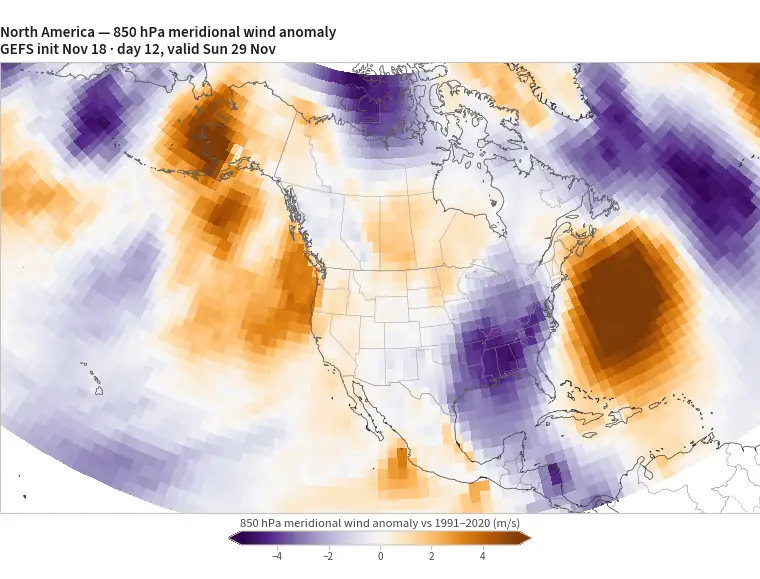 North America — 850 hPa meridional wind anomaly
GEFS init Nov 18 · day 12, valid Sun 29 Nov
850 hPa meridional wind anomaly vs 1991–2020 (m/s)
−4 −2 0 2 4